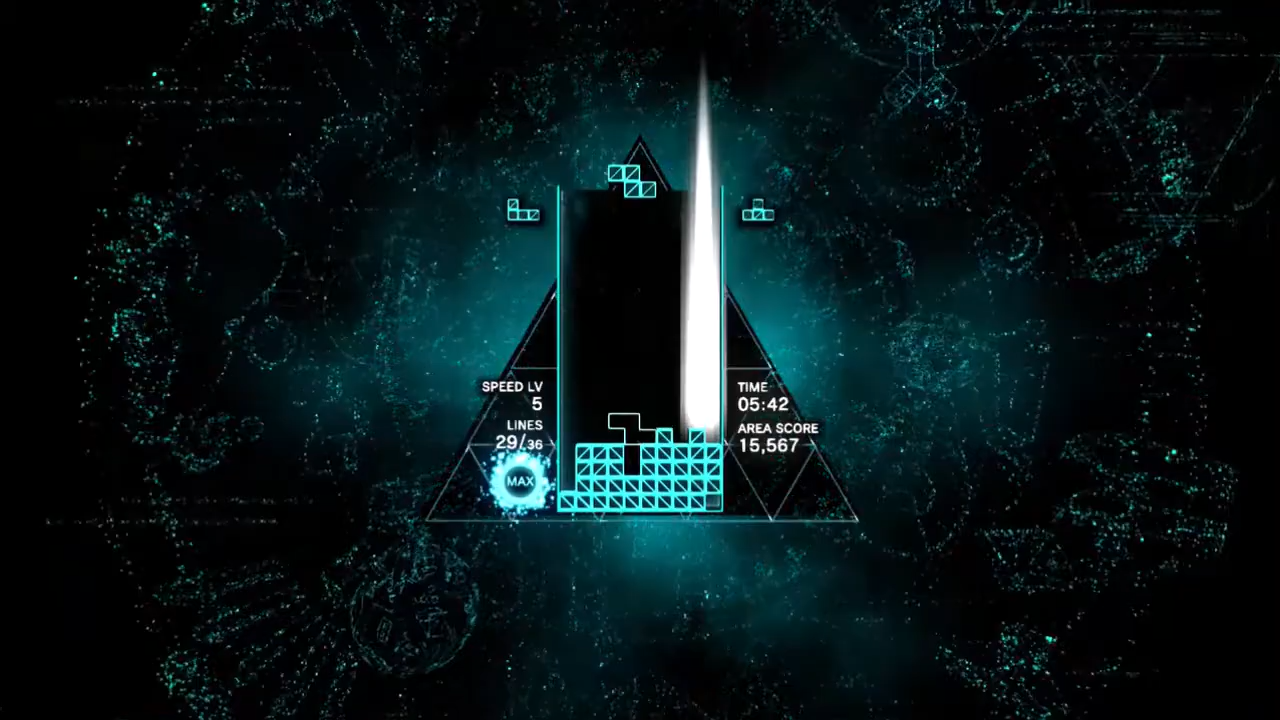 SPEED LV
5
LINES
29/36
MAX
TIME
05:42
AREA SCORE
15,567